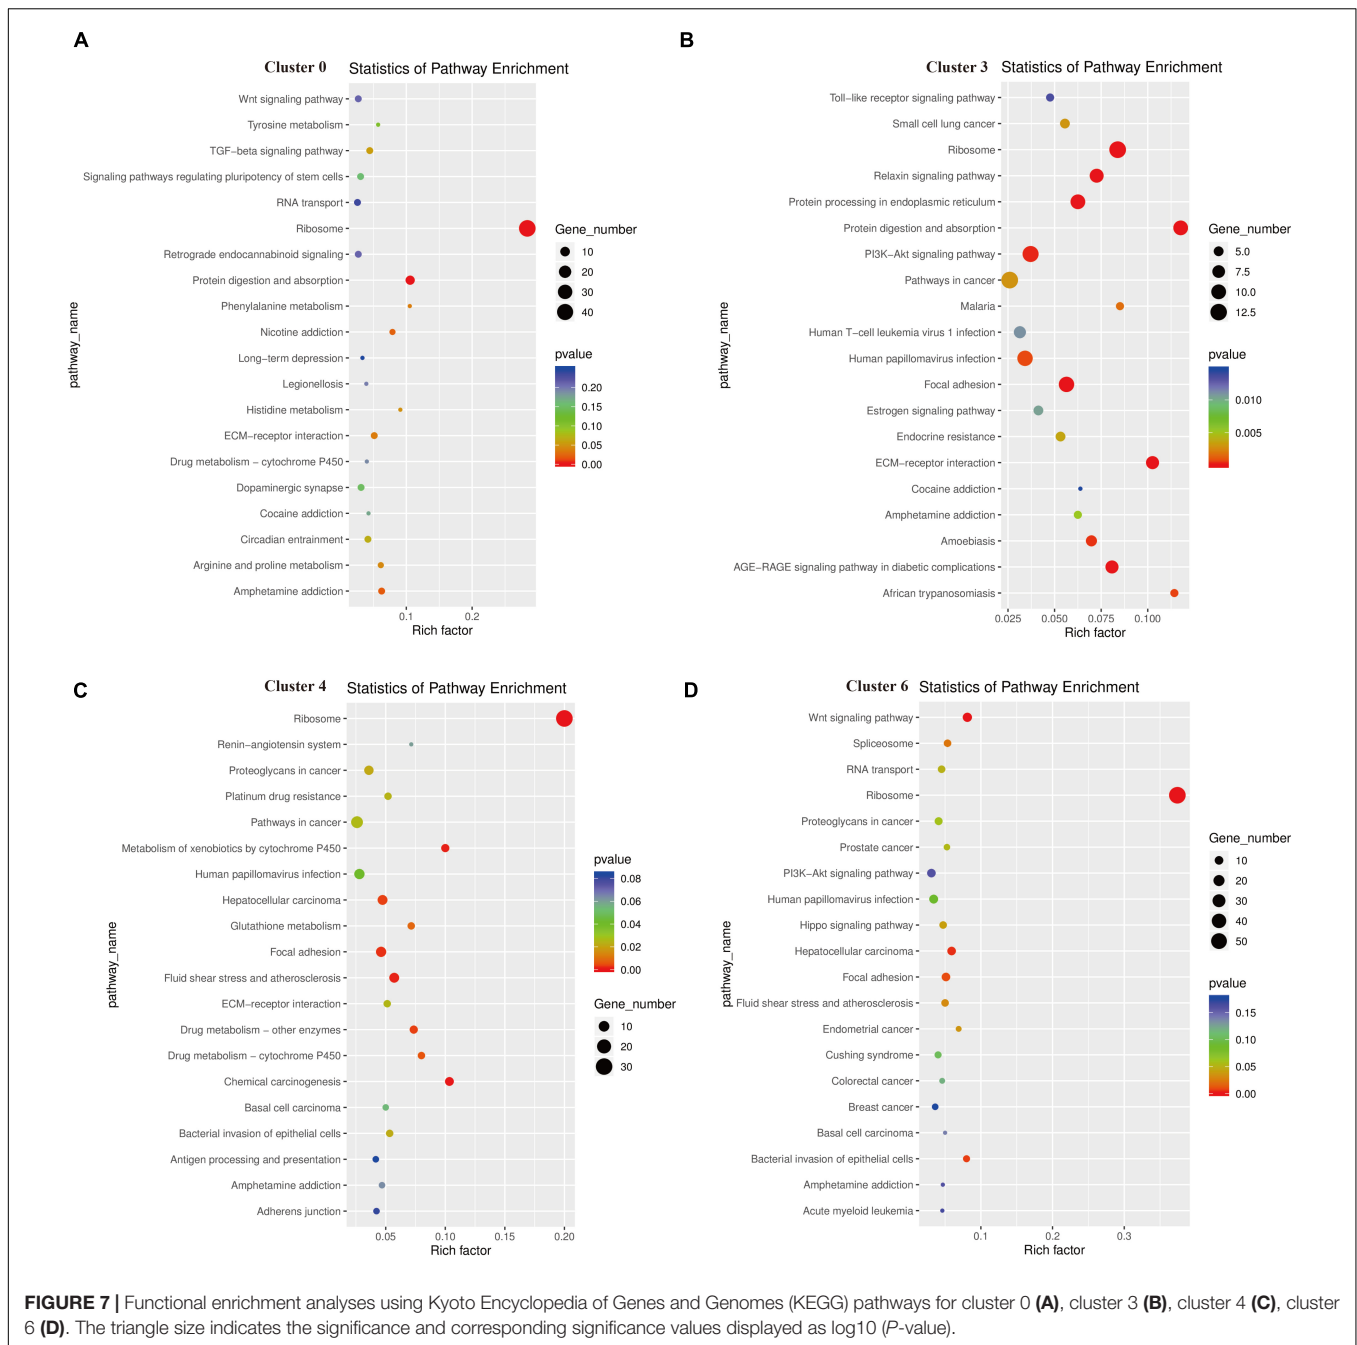 A
Cluster 0 Statistics of Pathway Enrichment
Wnt signaling pathway
Tyrosine metabolism
TGF−beta signaling pathway
Signaling pathways regulating pluripotency of stem cells
RNA transport
Ribosome
Retrograde endocannabinoid signaling
Protein digestion and absorption
Phenylalanine metabolism
Nicotine addiction
Long−term depression
Legionellosis
Histidine metabolism
ECM−receptor interaction
Drug metabolism − cytochrome P450
Dopaminergic synapse
Cocaine addiction
Circadian entrainment
Arginine and proline metabolism
Amphetamine addiction
pathway_name
0.1 0.2
Rich factor
Gene_number
10
20
30
40
pvalue
0.20
0.15
0.10
0.05
0.00
B
Cluster 3 Statistics of Pathway Enrichment
Toll−like receptor signaling pathway
Small cell lung cancer
Ribosome
Relaxin signaling pathway
Protein processing in endoplasmic reticulum
Protein digestion and absorption
PI3K−Akt signaling pathway
Pathways in cancer
Malaria
Human T−cell leukemia virus 1 infection
Human papillomavirus infection
Focal adhesion
Estrogen signaling pathway
Endocrine resistance
ECM−receptor interaction
Cocaine addiction
Amphetamine addiction
Amoebiasis
AGE−RAGE signaling pathway in diabetic complications
African trypanosomiasis
pathway_name
0.025 0.050 0.075 0.100
Rich factor
Gene_number
5.0
7.5
10.0
12.5
pvalue
0.010
0.005
C
Cluster 4 Statistics of Pathway Enrichment
Ribosome
Renin−angiotensin system
Proteoglycans in cancer
Platinum drug resistance
Pathways in cancer
Metabolism of xenobiotics by cytochrome P450
Human papillomavirus infection
Hepatocellular carcinoma
Glutathione metabolism
Focal adhesion
Fluid shear stress and atherosclerosis
ECM−receptor interaction
Drug metabolism − other enzymes
Drug metabolism − cytochrome P450
Chemical carcinogenesis
Basal cell carcinoma
Bacterial invasion of epithelial cells
Antigen processing and presentation
Amphetamine addiction
Adherens junction
pathway_name
0.05 0.10 0.15 0.20
Rich factor
pvalue
0.08
0.06
0.04
0.02
0.00
Gene_number
10
20
30
D
Cluster 6 Statistics of Pathway Enrichment
Wnt signaling pathway
Spliceosome
RNA transport
Ribosome
Proteoglycans in cancer
Prostate cancer
PI3K−Akt signaling pathway
Human papillomavirus infection
Hippo signaling pathway
Hepatocellular carcinoma
Focal adhesion
Fluid shear stress and atherosclerosis
Endometrial cancer
Cushing syndrome
Colorectal cancer
Breast cancer
Basal cell carcinoma
Bacterial invasion of epithelial cells
Amphetamine addiction
Acute myeloid leukemia
pathway_name
0.1 0.2 0.3
Rich factor
Gene_number
10
20
30
40
50
pvalue
0.15
0.10
0.05
0.00
FIGURE 7 | Functional enrichment analyses using Kyoto Encyclopedia of Genes and Genomes (KEGG) pathways for cluster 0 (A), cluster 3 (B), cluster 4 (C), cluster
6 (D). The triangle size indicates the significance and corresponding significance values displayed as log10 (P-value).